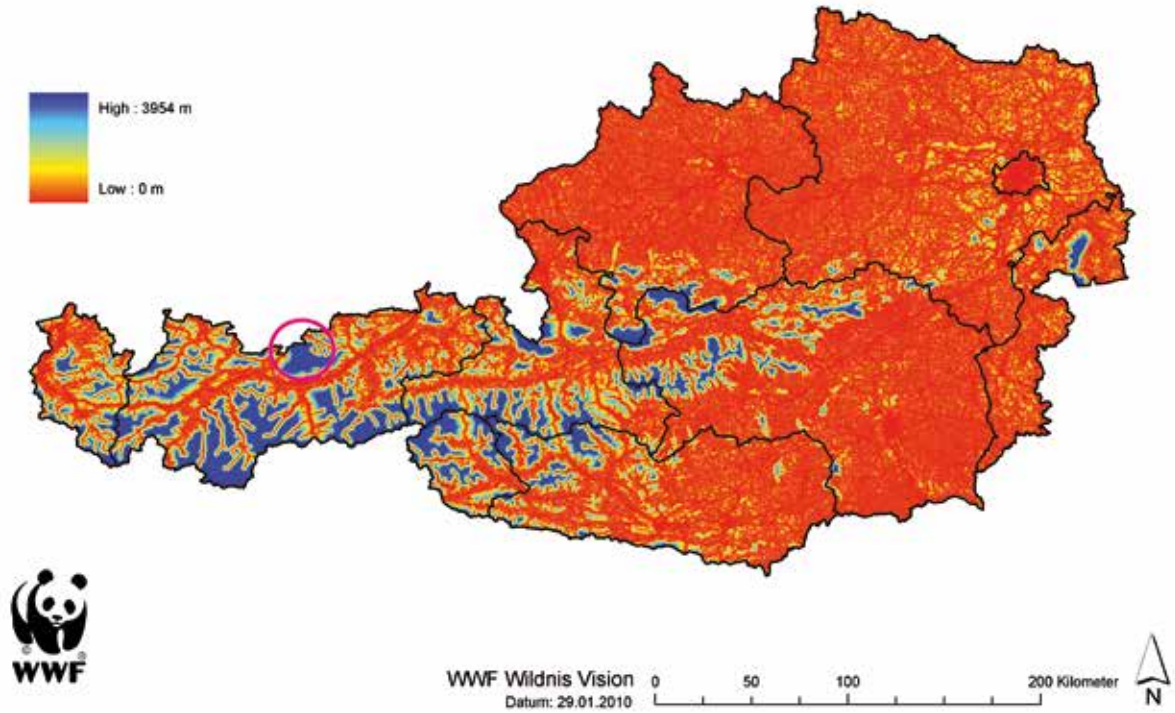 High : 3954 m
Low : 0 m
© ®
WWF
WWF Wildnis Vision
Datum: 29.01.2010
0 50 100 200 Kilometer
N